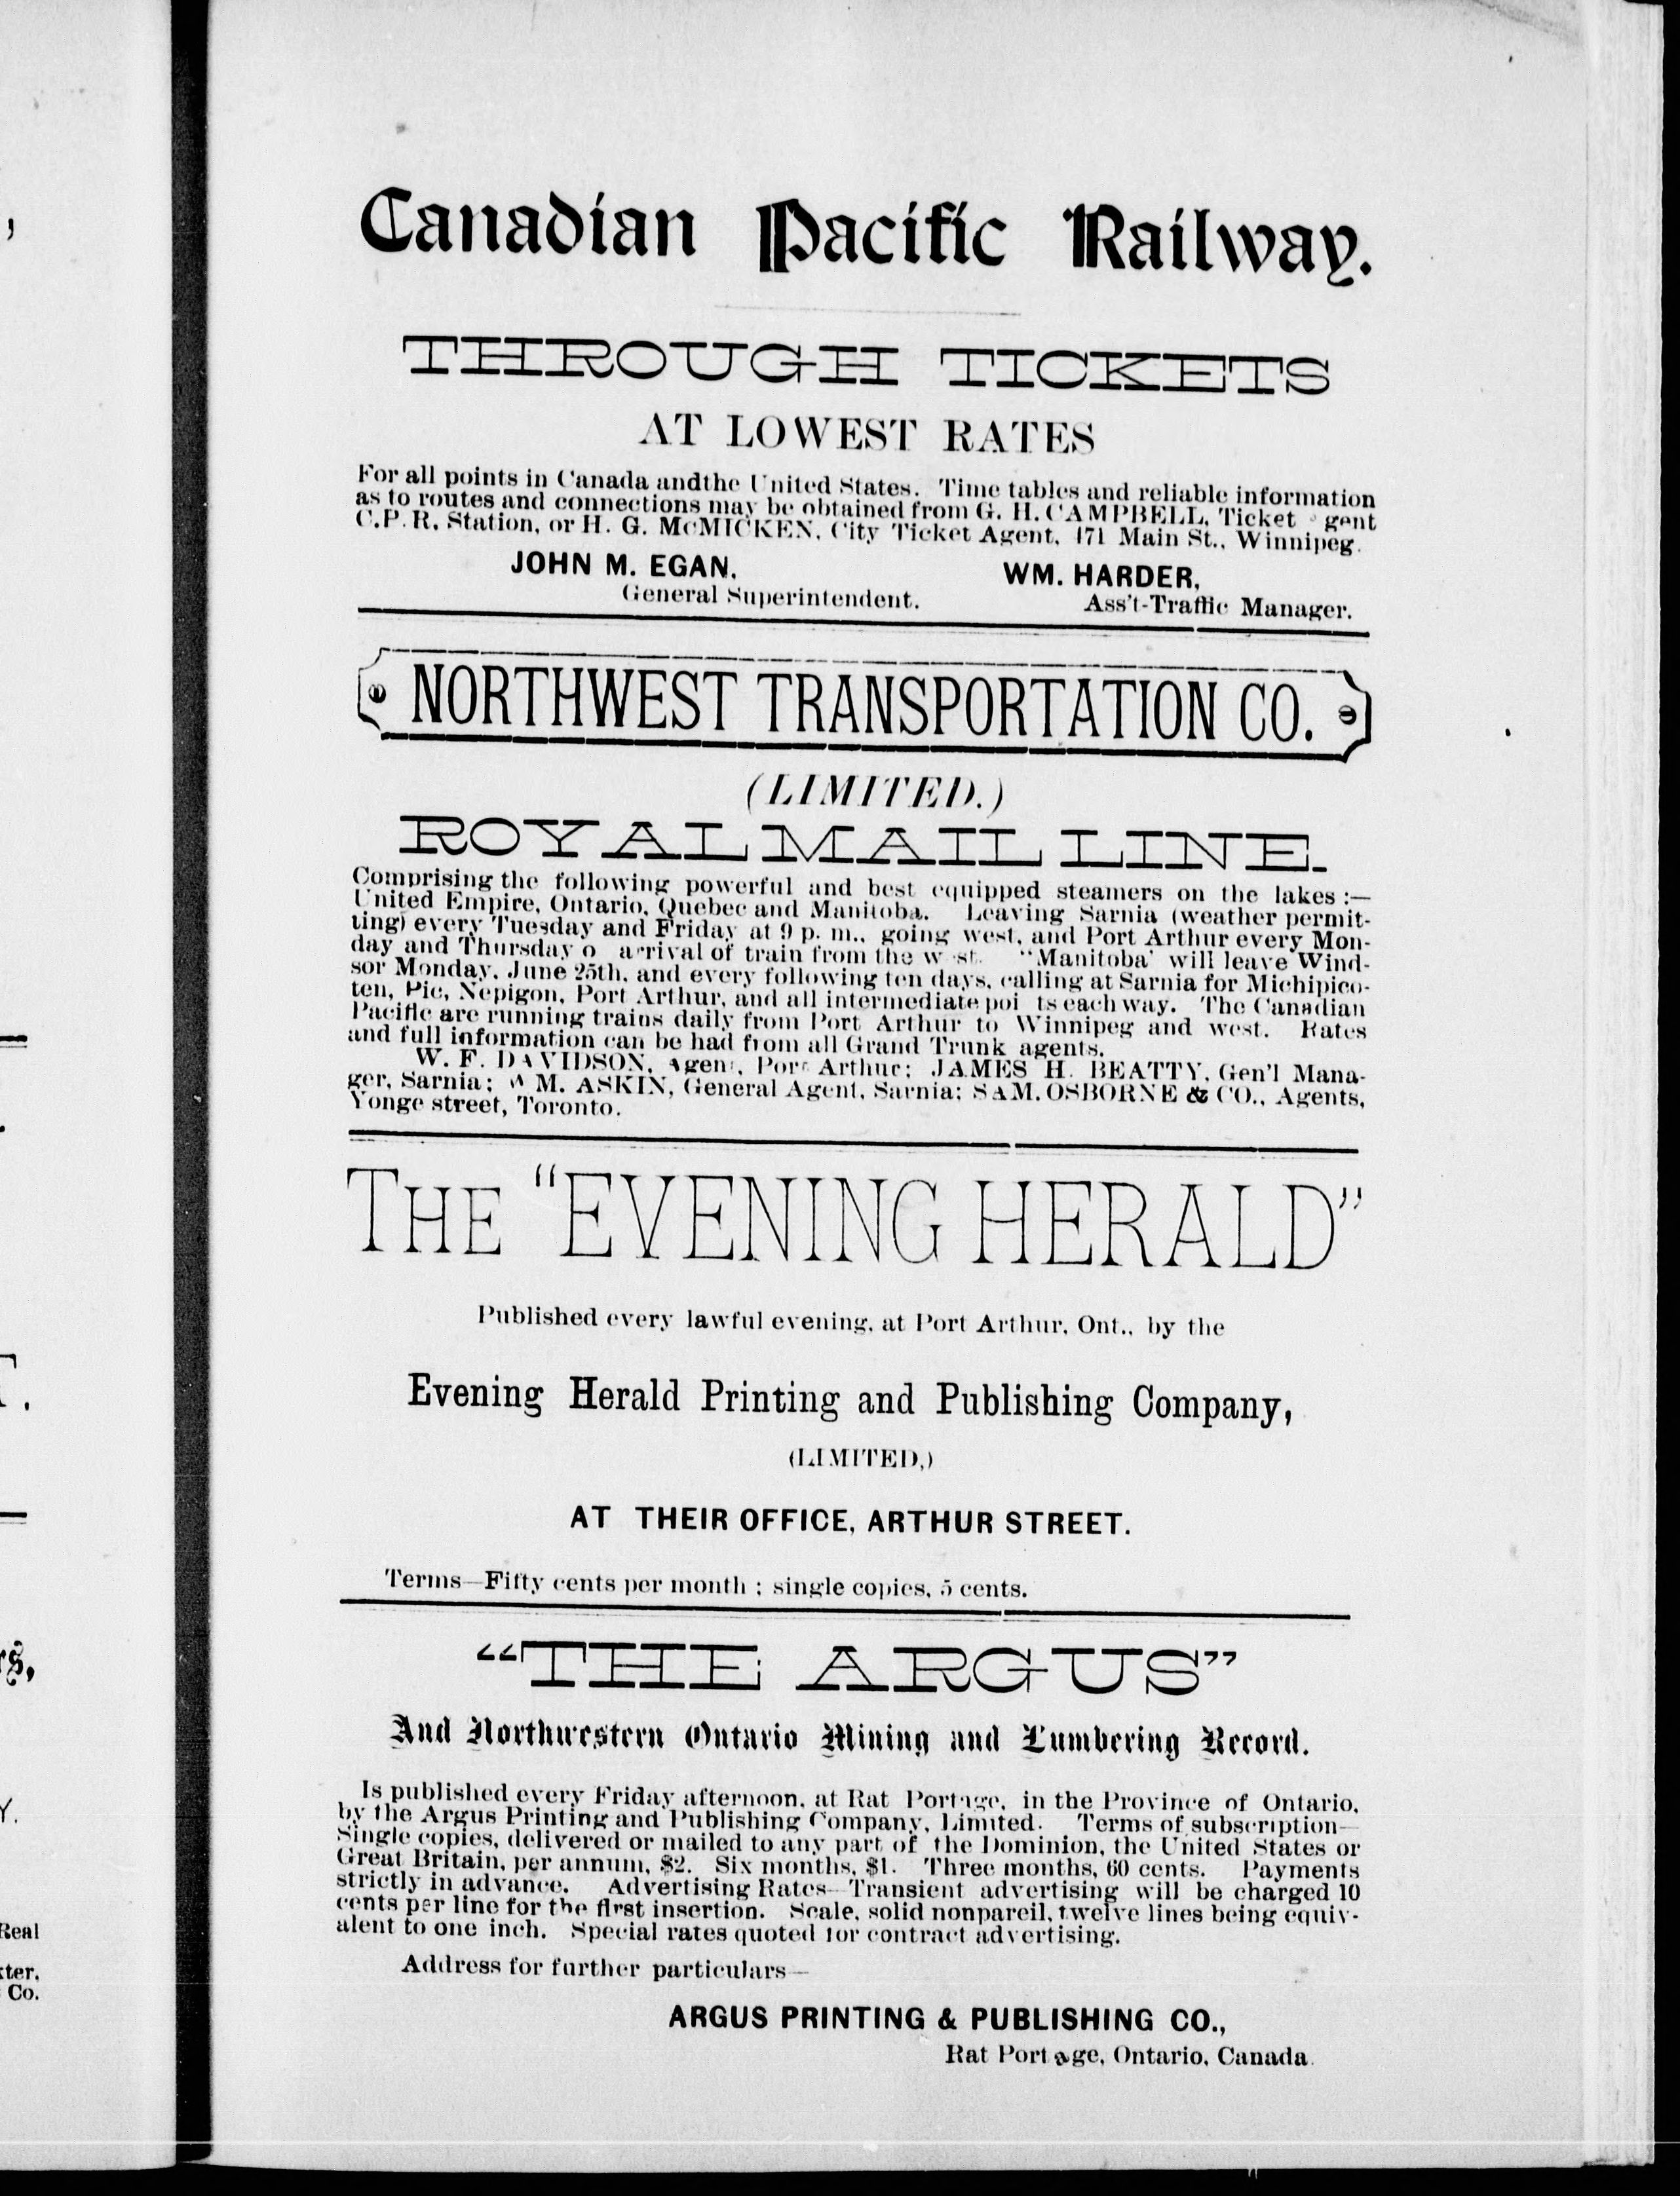 Canadian Pacific Railway.
THROUGH TICKETS
AT LOWEST RATES
For all points in Canada andthe United States. Time tables and reliable information
as to routes and connections may be obtained from G. H. CAMPBELL, Ticket gent
C.P.R. Station, or H. G. McMICKEN, City Ticket Agent, 471 Main St., Winnipeg.
JOHN M. EGAN, WM. HARDER,
General Superintendent. Ass't-Traffic Manager.
NORTHWEST TRANSPORTATION CO.
(LIMITED.)
ROYAL MAIL LINE.
Comprising the following powerful and best equipped steamers on the lakes :—
United Empire, Ontario, Quebec and Manitoba. Leaving Sarnia (weather permit-
ting) every Tuesday and Friday at 9 p. m., going west, and Port Arthur every Mon-
day and Thursday o arrival of train from the w st. "Manitoba' will leave Wind-
sor Monday, June 25th, and every following ten days, calling at Sarnia for Michipico-
ten, Pic, Nepigon, Port Arthur, and all intermediate poi ts each way. The Canadian
Pacific are running trains daily from Port Arthur to Winnipeg and west. Rates
and full information can be had from all Grand Trunk agents.
W. F. DAVIDSON, Agent, Port Arthur; JAMES H. BEATTY, Gen'l Mana-
ger, Sarnia; M. ASKIN, General Agent, Sarnia; SAM. OSBORNE & CO., Agents,
Yonge street, Toronto.
THE "EVENING HERALD"
Published every lawful evening, at Port Arthur, Ont., by the
Evening Herald Printing and Publishing Company,
(LIMITED,)
AT THEIR OFFICE, ARTHUR STREET.
Terms—Fifty cents per month ; single copies, 5 cents.
"THE ARGUS"
And Northwestern Ontario Mining and Lumbering Record.
Is published every Friday afternoon, at Rat Portage, in the Province of Ontario,
by the Argus Printing and Publishing Company, Limited. Terms of subscription—
Single copies, delivered or mailed to any part of the Dominion, the United States or
Great Britain, per annum, $2. Six months, $1. Three months, 60 cents. Payments
strictly in advance. Advertising Rates—Transient advertising will be charged 10
cents per line for the first insertion. Scale, solid nonpareil, twelve lines being equiv-
alent to one inch. Special rates quoted for contract advertising.
Address for further particulars—
ARGUS PRINTING & PUBLISHING CO.,
Rat Portage, Ontario, Canada.
Real
Co.